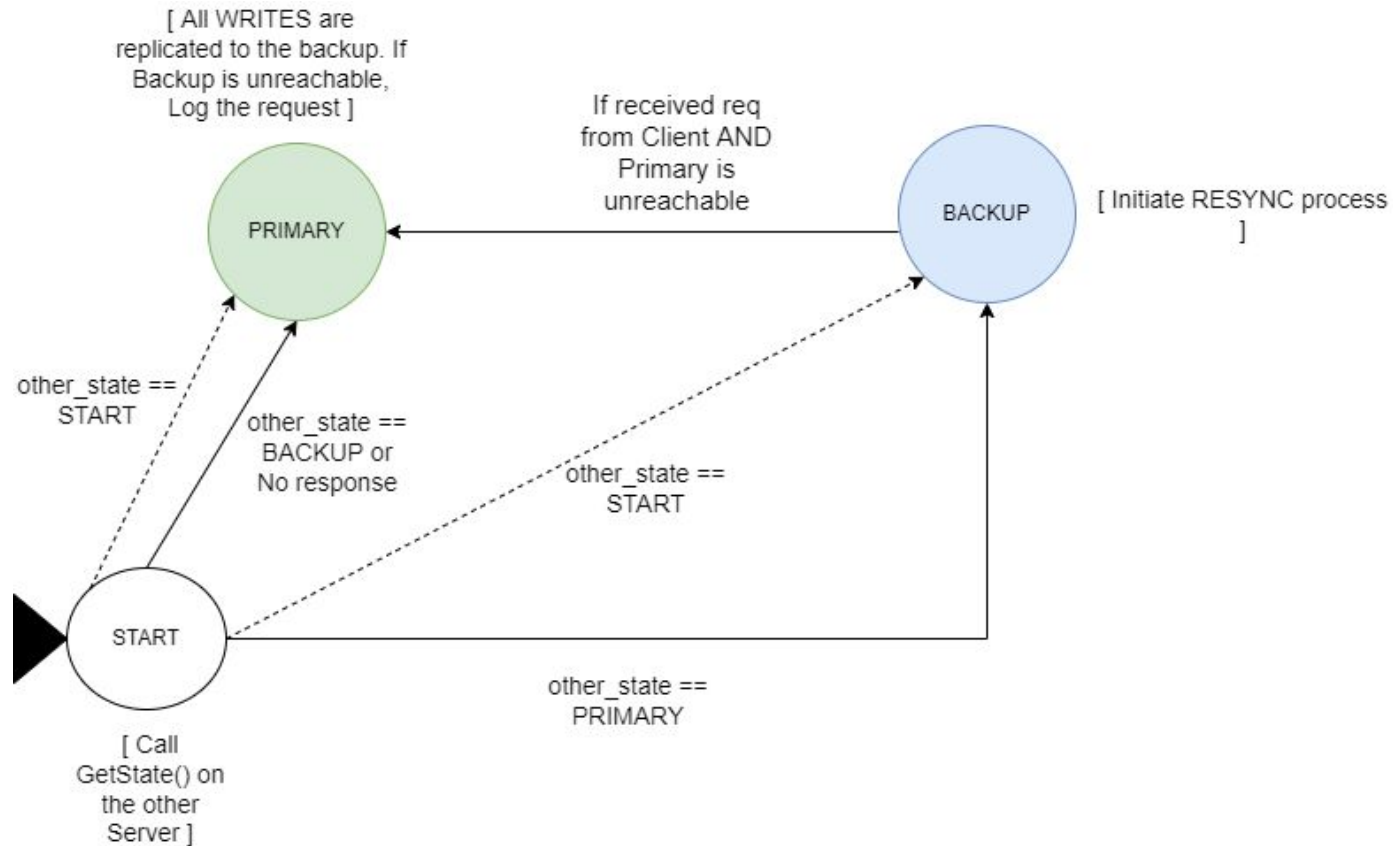 [ All WRITES are
replicated to the backup. If
Backup is unreachable,
Log the request ]
If received req
from Client AND
Primary is
unreachable
PRIMARY
BACKUP
[ Initiate RESYNC process
]
other_state ==
START
other_state ==
BACKUP or
No response
other_state ==
START
START
other_state ==
PRIMARY
[ Call
GetState() on
the other
Server ]